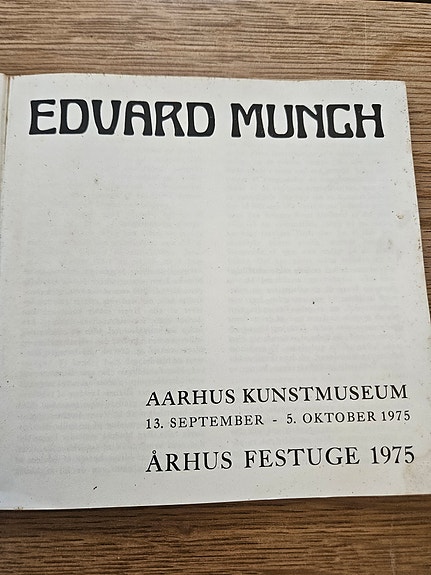 EDVARD MUNCH
AARHUS KUNSTMUSEUM
13. SEPTEMBER - 5. OKTOBER 1975
ÅRHUS FESTUGE 1975